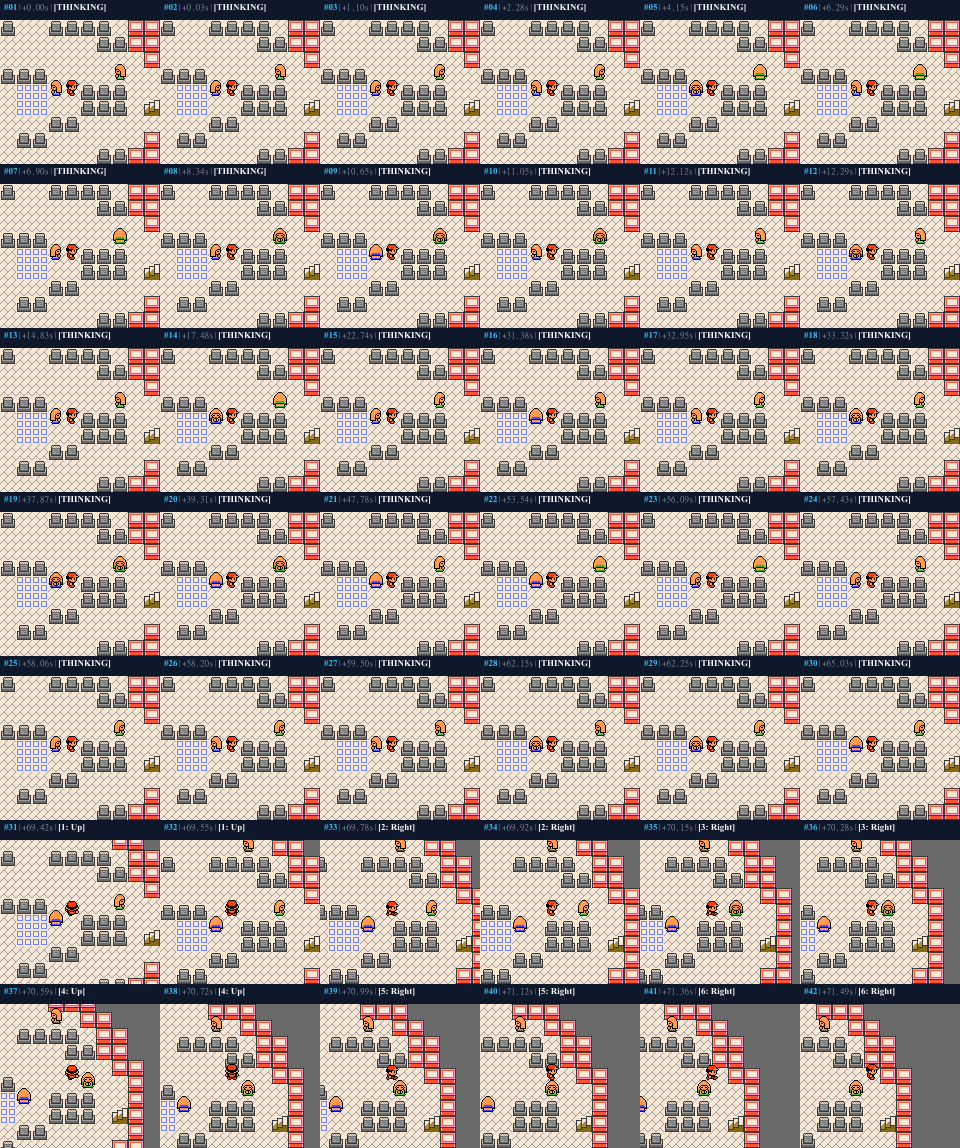 #01 | +0.00s | [THINKING]
#02 | +0.03s | [THINKING]
#03 | +1.10s | [THINKING]
#04 | +2.28s | [THINKING]
#05 | +4.15s | [THINKING]
#06 | +6.29s | [THINKING]
#07 | +6.90s | [THINKING]
#08 | +8.34s | [THINKING]
#09 | +10.65s | [THINKING]
#10 | +11.05s | [THINKING]
#11 | +12.12s | [THINKING]
#12 | +12.29s | [THINKING]
#13 | +14.83s | [THINKING]
#14 | +17.48s | [THINKING]
#15 | +22.74s | [THINKING]
#16 | +31.38s | [THINKING]
#17 | +32.95s | [THINKING]
#18 | +33.32s | [THINKING]
#19 | +37.87s | [THINKING]
#20 | +39.31s | [THINKING]
#21 | +47.78s | [THINKING]
#22 | +53.54s | [THINKING]
#23 | +56.09s | [THINKING]
#24 | +57.43s | [THINKING]
#25 | +58.06s | [THINKING]
#26 | +58.20s | [THINKING]
#27 | +59.50s | [THINKING]
#28 | +62.15s | [THINKING]
#29 | +62.25s | [THINKING]
#30 | +65.03s | [THINKING]
#31 | +69.42s | [1: Up]
#32 | +69.55s | [1: Up]
#33 | +69.78s | [2: Right]
#34 | +69.92s | [2: Right]
#35 | +70.15s | [3: Right]
#36 | +70.28s | [3: Right]
#37 | +70.59s | [4: Up]
#38 | +70.72s | [4: Up]
#39 | +70.99s | [5: Right]
#40 | +71.12s | [5: Right]
#41 | +71.36s | [6: Right]
#42 | +71.49s | [6: Right]